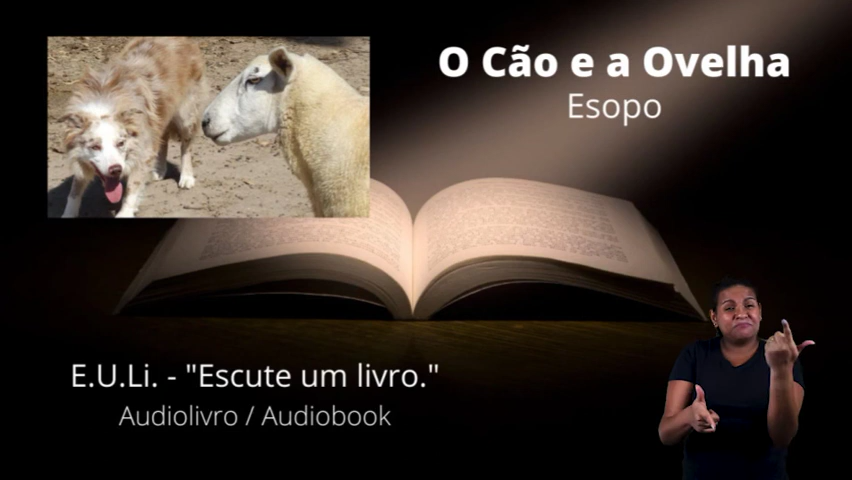 O Cão e a Ovelha
Esopo
E.U.Li. - "Escute um livro."
Audiolivro / Audiobook